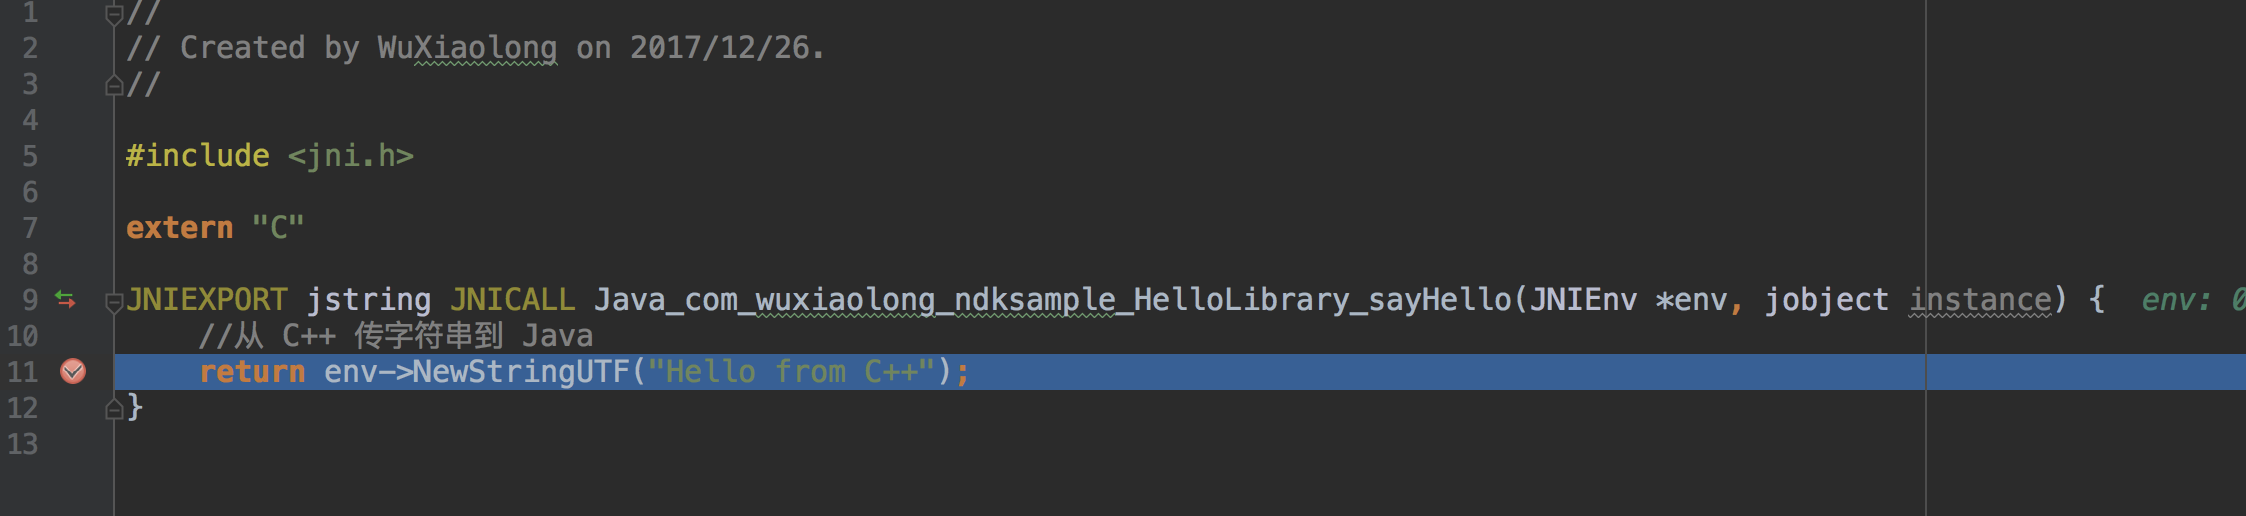 1 //
2 // Created by WuXiaolong on 2017/12/26.
3 //
4
5 #include <jni.h>
6
7 extern "C"
8
9 JNIEXPORT jstring JNICALL Java_com_wuxiaolong_ndksample_HelloLibrary_sayHello(JNIEnv *env, jobject instance) { env: 0
10 //从 C++ 传字符串到 Java
11 return env->NewStringUTF("Hello from C++");
12 }
13